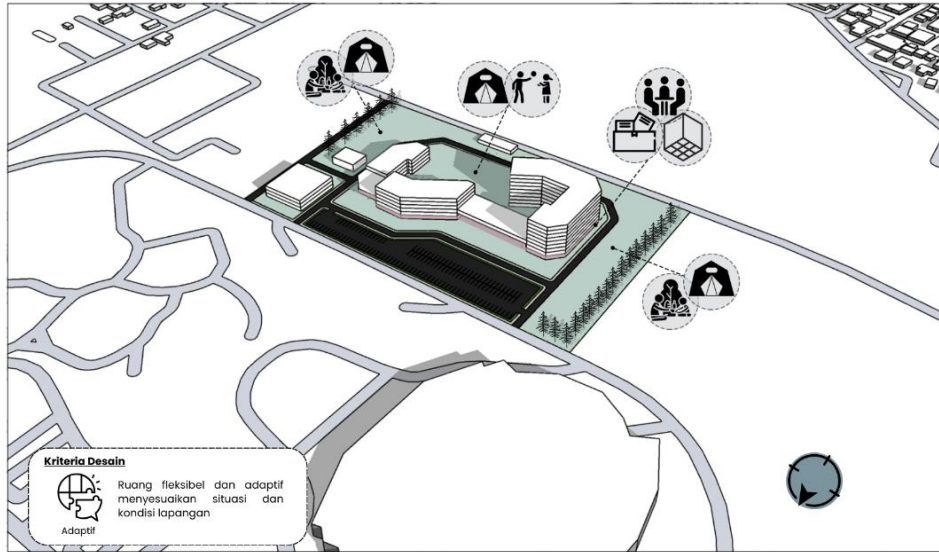 Kriteria Desain
Ruang fleksibel dan adaptif
menyesuaikan situasi dan
kondisi lapangan
Adaptif